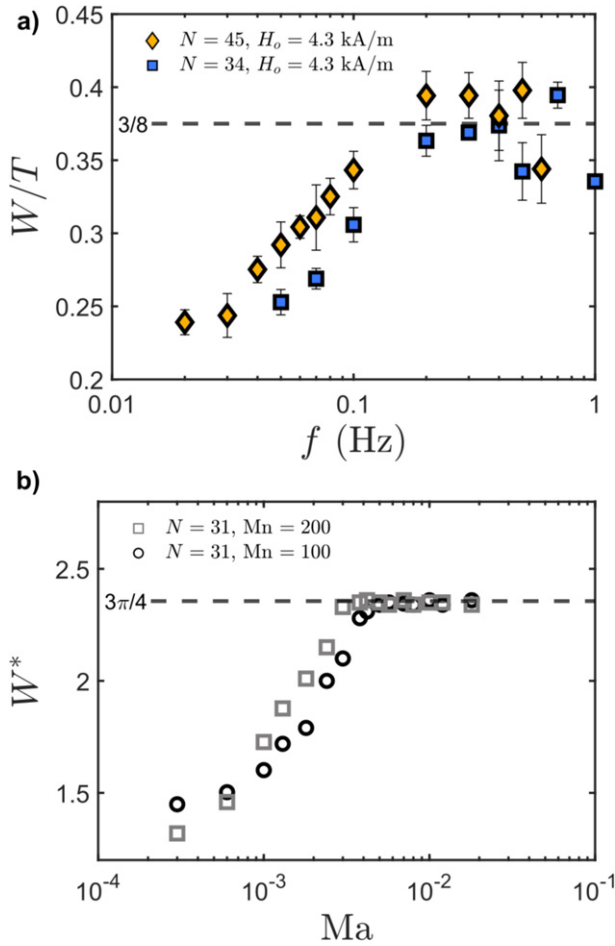 a)
N = 45, H_o = 4.3 kA/m
N = 34, H_o = 4.3 kA/m
0.45
0.4
3/8
0.35
0.3
0.25
0.2
W/T
0.01
0.1
1
f (Hz)
b)
N = 31, Mn = 200
N = 31, Mn = 100
2.5
3π/4
2
1.5
W*
10⁻⁴
10⁻³
10⁻²
10⁻¹
Ma